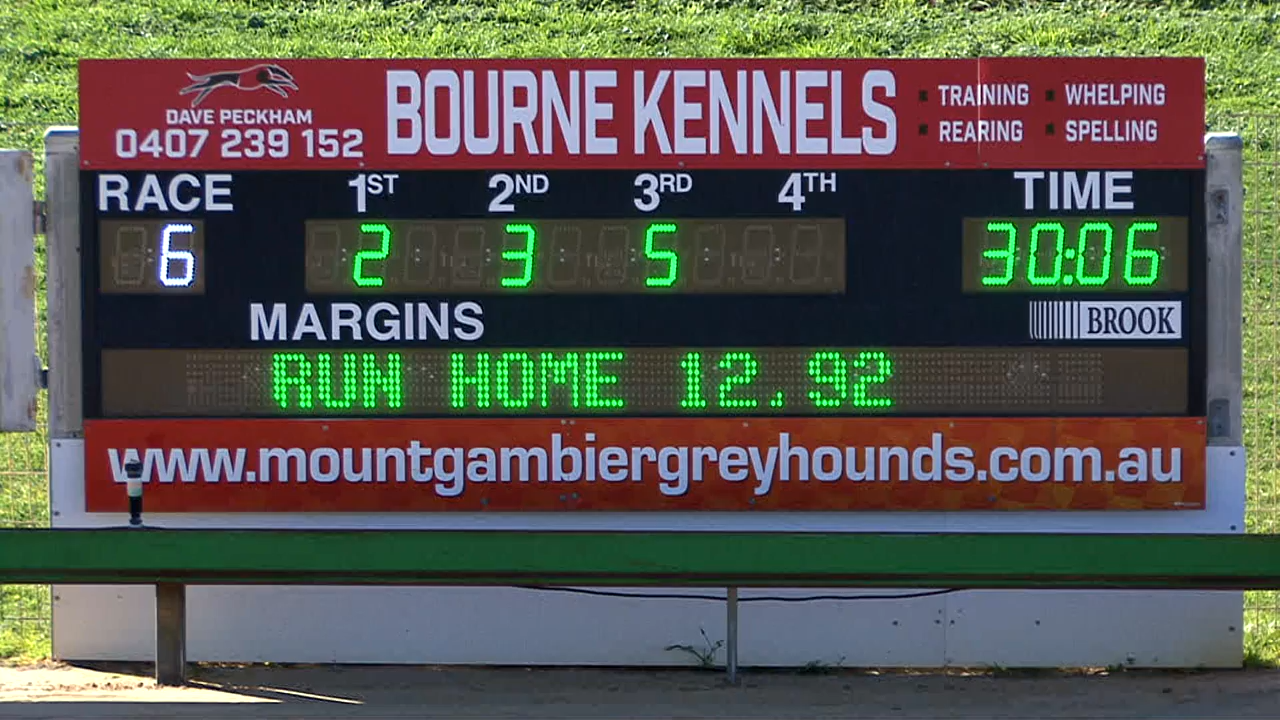 BOURNE KENNELS
DAVE PECKHAM
0407 239 152
TRAINING WHELPING
REARING SPELLING
RACE 1ST 2ND 3RD 4TH TIME
6 2 3 5 30:06
MARGINS BROOK
RUN HOME 12.92
www.mountgambiergreyhounds.com.au